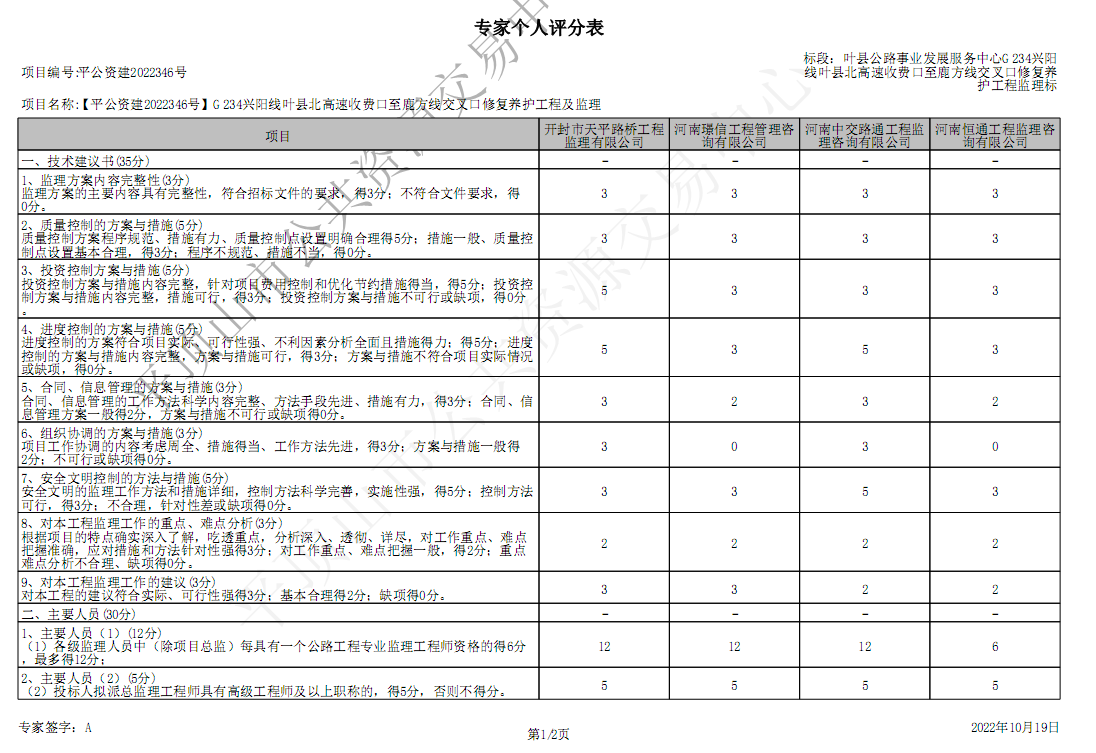 专家个人评分表
项目编号:平公资建2022346号
标段：叶县公路事业发展服务中心G234兴阳
线叶县北高速收费口至鹿方线交叉口修复养
护工程监理标
项目名称:【平公资建2022346号】G234兴阳线叶县北高速收费口至鹿方线交叉口修复养护工程及监理
项目
开封市天平路桥工程
监理有限公司
河南璟信工程管理咨
询有限公司
河南中交路通工程监
理咨询有限公司
河南恒通工程监理咨
询有限公司
一、技术建议书(35分) - - - -
1、监理方案内容完整性(3分)
监理方案的主要内容具有完整性，符合招标文件的要求，得3分；不符合文件要求，得
0分。
3 3 3 3
2、质量控制的方案与措施(5分)
质量控制方案程序规范、措施有力、质量控制点设置明确合理得5分；措施一般、质量控
制点设置基本合理，得3分；程序不规范、措施不当，得0分。
3 3 3 3
3、投资控制方案与措施(5分)
投资控制方案与措施内容完整，针对项目费用控制和优化节约措施得当，得5分；投资控
制方案与措施内容完整，措施可行，得3分；投资控制方案与措施不可行或缺项，得0分
。
5 3 3 3
4、进度控制的方案与措施(5分)
进度控制的方案符合项目实际、可行性强、不利因素分析全面且措施得力；得5分；进度
控制的方案与措施内容完整，方案与措施可行，得3分；方案与措施不符合项目实际情况
或缺项，得0分。
5 3 5 3
5、合同、信息管理的方案与措施(3分)
合同、信息管理的工作方法科学内容完整、方法手段先进、措施有力，得3分；合同、信
息管理方案一般得2分，方案与措施不可行或缺项得0分。
3 2 3 2
6、组织协调的方案与措施(3分)
项目工作协调的内容考虑周全、措施得当、工作方法先进，得3分；方案与措施一般得
2分；不可行或缺项得0分。
3 0 3 0
7、安全文明控制的方法与措施(5分)
安全文明的监理工作方法和措施详细，控制方法科学完善，实施性强，得5分；控制方法
可行，得3分；不合理，针对性差或缺项得0分。
3 3 5 3
8、对本工程监理工作的重点、难点分析(3分)
根据项目的特点确实深入了解，吃透重点，分析深入、透彻、详尽，对工作重点、难点
把握准确，应对措施和方法针对性强得3分；对工作重点、难点把握一般，得2分；重点
难点分析不合理、缺项得0分。
2 2 2 2
9、对本工程监理工作的建议(3分)
对本工程的建议符合实际、可行性强得3分；基本合理得2分；缺项得0分。
3 3 2 2
二、主要人员(30分) - - - -
1、主要人员（1）(12分)
（1）各级监理人员中（除项目总监）每具有一个公路工程专业监理工程师资格的得6分
，最多得12分；
12 12 12 6
2、主要人员（2）(5分)
（2）投标人拟派总监理工程师具有高级工程师及以上职称的，得5分，否则不得分。
5 5 5 5
专家签字：A
第1/2页
2022年10月19日
平顶山市公共资源交易中心
平顶山市公共资源交易中心